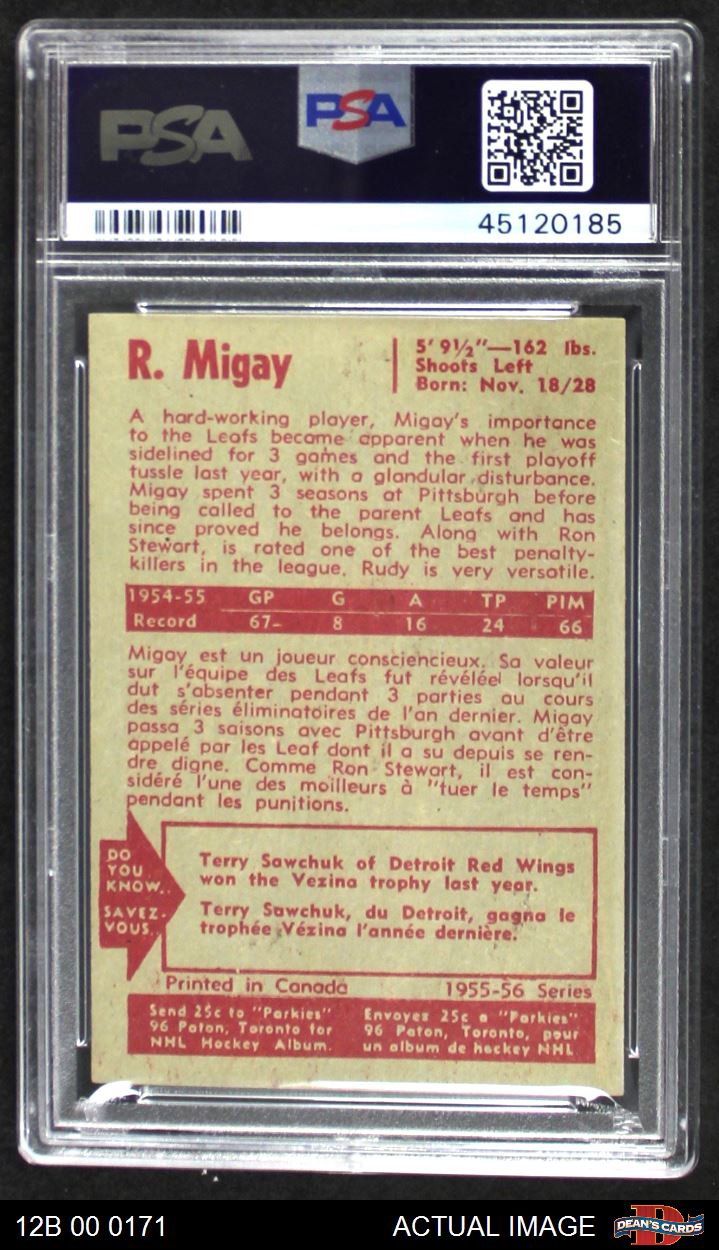 PSA
PSA
45120185
R. Migay
5' 9½"—162 lbs.
Shoots Left
Born: Nov. 18/28
A hard-working player, Migay's importance
to the Leafs became apparent when he was
sidelined for 3 games and the first playoff
tussle last year, with a glandular disturbance.
Migay spent 3 seasons at Pittsburgh before
being called to the parent Leafs and has
since proved he belongs. Along with Ron
Stewart, is rated one of the best penalty-
killers in the league. Rudy is very versatile.
1954-55 GP G A TP PIM
Record 67 8 16 24 66
Migay est un joueur consciencieux. Sa valeur
sur l'équipe des Leafs fut révéléel lorsqu'il
dut s'absenter pendant 3 parties au cours
des séries éliminatoires de l'an dernier. Migay
passa 3 saisons avec Pittsburgh avant d'être
appelé par les Leaf dont il a su depuis se ren-
dre digne. Comme Ron Stewart, il est con-
sidéré l'une des moilleurs à "tuer le temps"
pendant les punitions.
DO
YOU
KNOW..
SAVEZ-
VOUS..
Terry Sawchuk of Detroit Red Wings
won the Vezina trophy last year.
Terry Sawchuk, du Detroit, gagna le
trophée Vézina l'année dernière.
Printed in Canada 1955-56 Series
Send 25c to "Parkies"
96 Paton, Toronto for
NHL Hockey Album.
Envoyez 25c a "Parkies"
96 Paton, Toronto, pour
un album de hockey NHL
12B 00 0171 ACTUAL IMAGE
DEAN'S CARDS